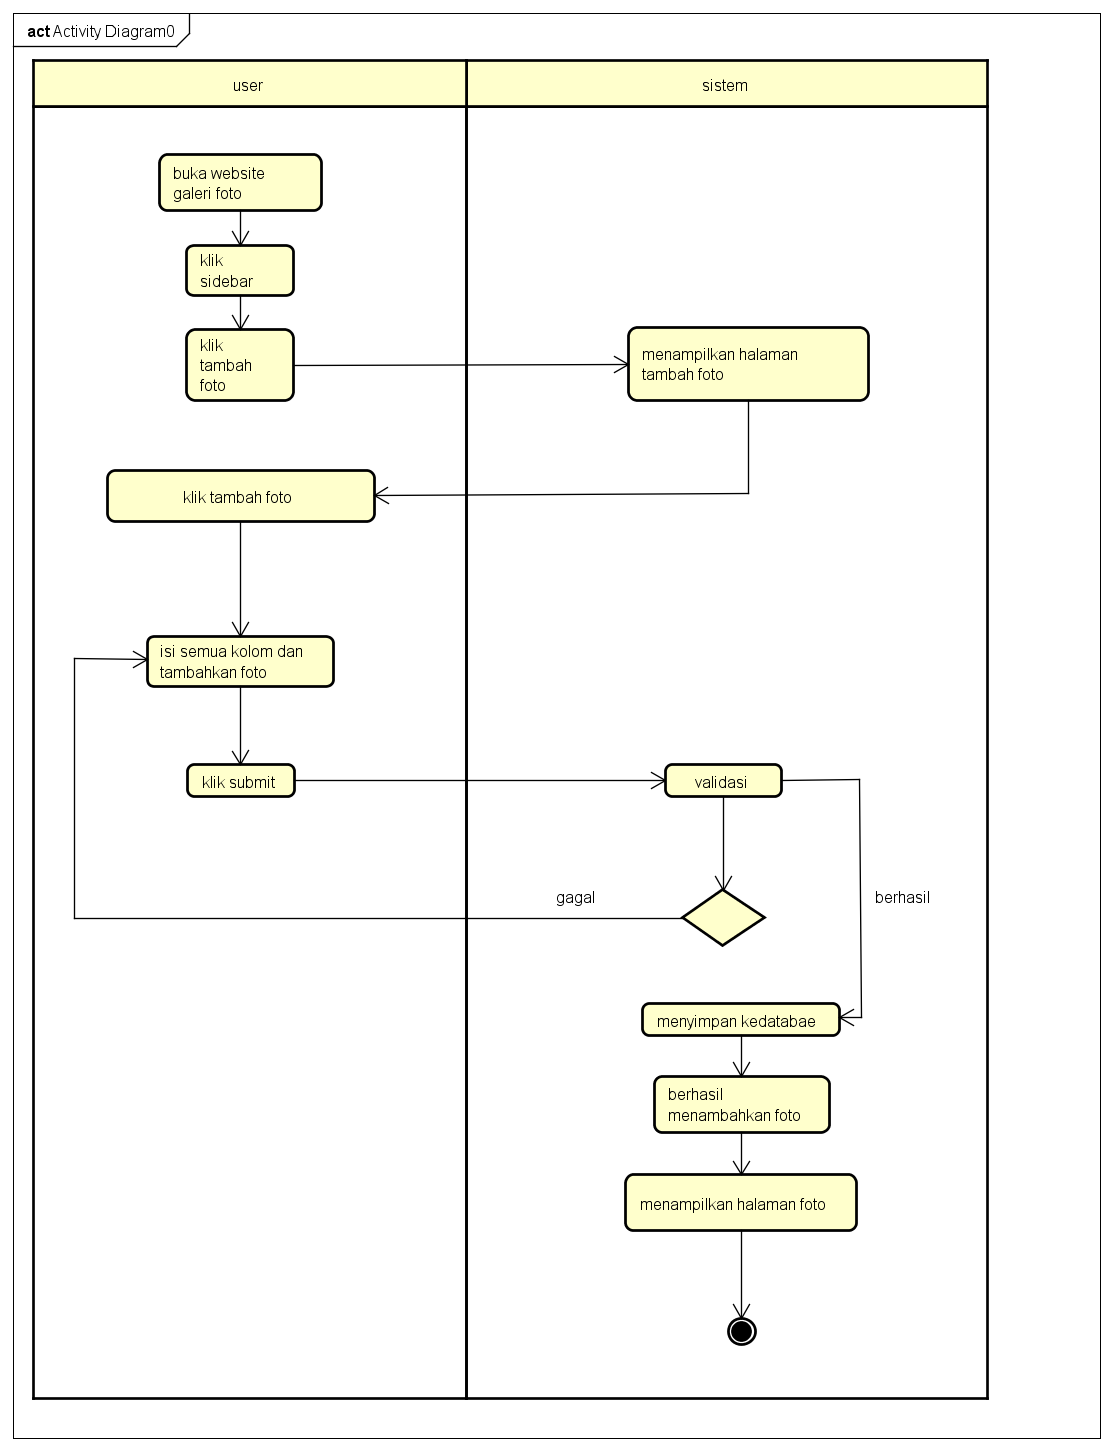 act Activity Diagram0
user
sistem
buka website
galeri foto
klik
sidebar
klik
tambah
foto
menampilkan halaman
tambah foto
klik tambah foto
isi semua kolom dan
tambahkan foto
klik submit
validasi
gagal
berhasil
menyimpan kedatabae
berhasil
menambahkan foto
menampilkan halaman foto